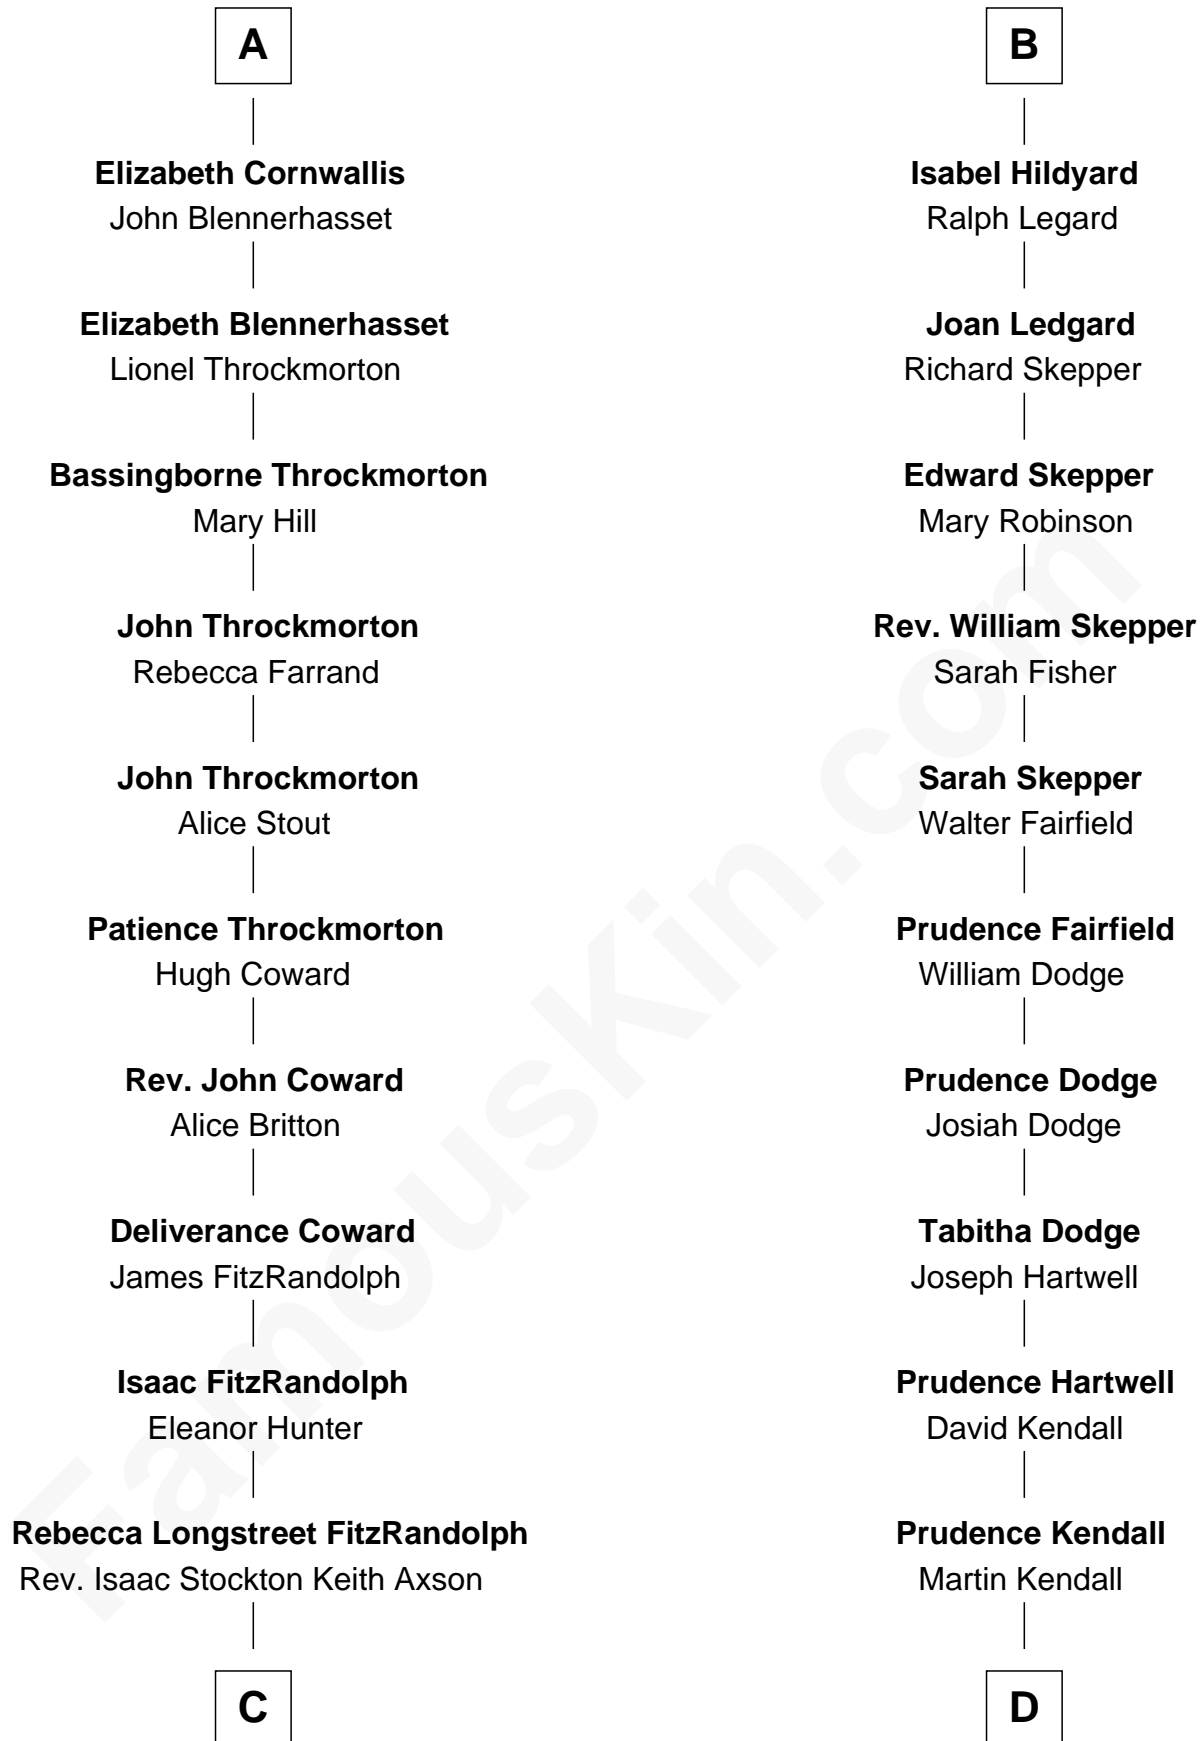 A
Elizabeth Cornwallis
John Blennerhasset
Elizabeth Blennerhasset
Lionel Throckmorton
Bassingborne Throckmorton
Mary Hill
John Throckmorton
Rebecca Farrand
John Throckmorton
Alice Stout
Patience Throckmorton
Hugh Coward
Rev. John Coward
Alice Britton
Deliverance Coward
James FitzRandolph
Isaac FitzRandolph
Eleanor Hunter
Rebecca Longstreet FitzRandolph
Rev. Isaac Stockton Keith Axson
C
B
Isabel Hildyard
Ralph Legard
Joan Ledgard
Richard Skepper
Edward Skepper
Mary Robinson
Rev. William Skepper
Sarah Fisher
Sarah Skepper
Walter Fairfield
Prudence Fairfield
William Dodge
Prudence Dodge
Josiah Dodge
Tabitha Dodge
Joseph Hartwell
Prudence Hartwell
David Kendall
Prudence Kendall
Martin Kendall
D
FamousKin.com